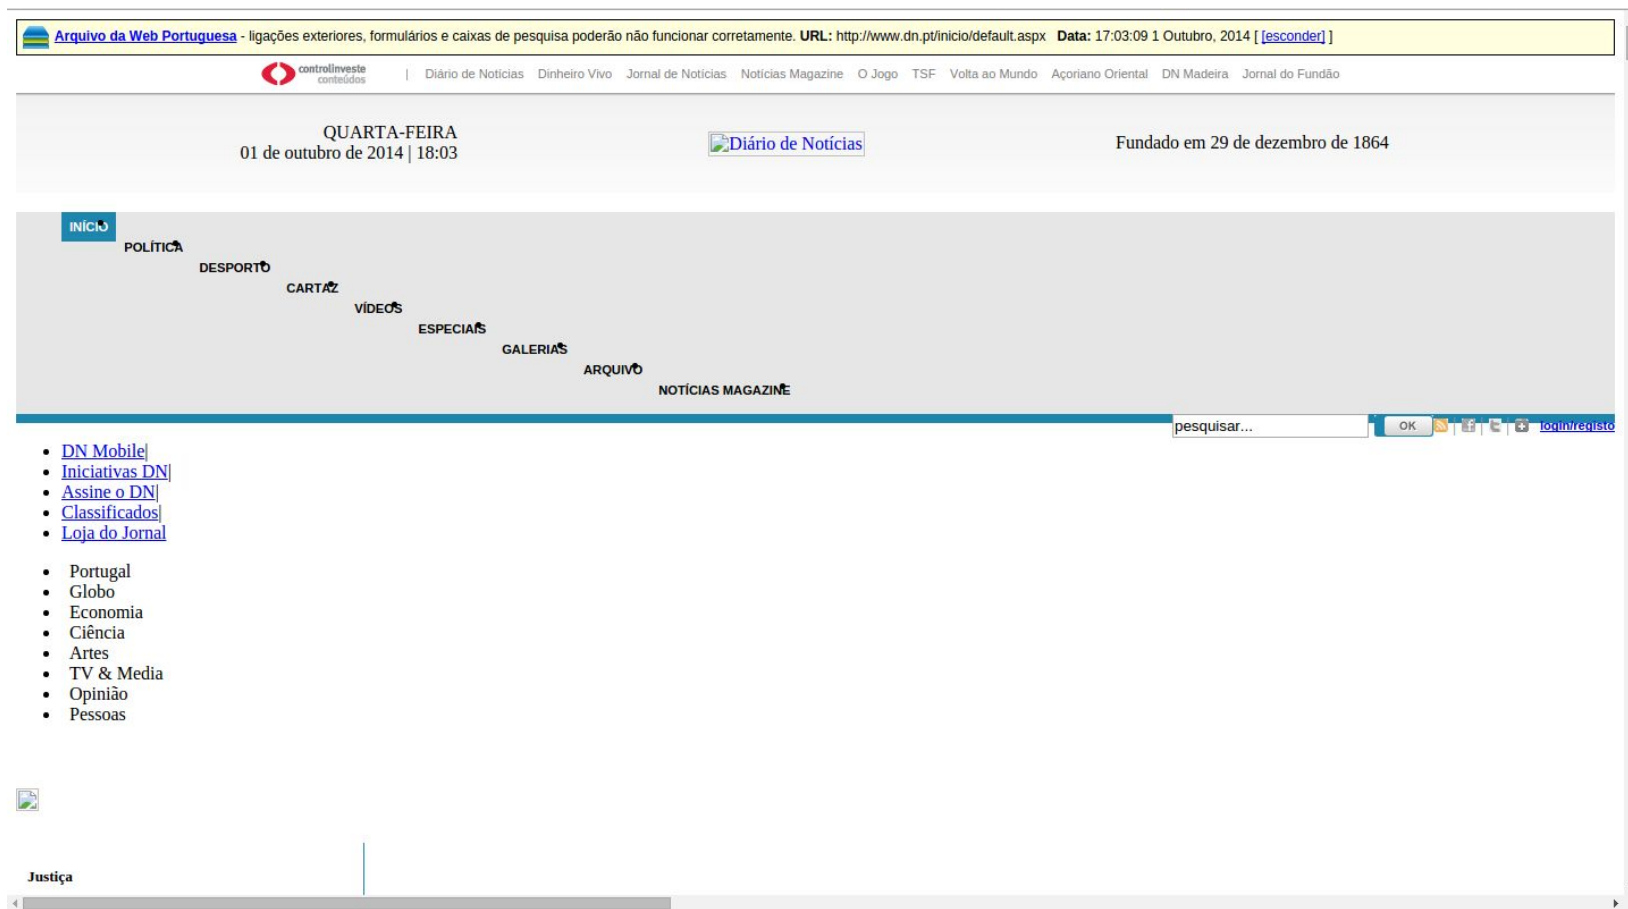 Arquivo da Web Portuguesa - ligações exteriores, formulários e caixas de pesquisa poderão não funcionar corretamente. URL: http://www.dn.pt/inicio/default.aspx Data: 17:03:09 1 Outubro, 2014 [ [esconder] ]
controlinveste conteúdos | Diário de Notícias Dinheiro Vivo Jornal de Notícias Notícias Magazine O Jogo TSF Volta ao Mundo Açoriano Oriental DN Madeira Jornal do Fundão
QUARTA-FEIRA
01 de outubro de 2014 | 18:03
Diário de Notícias
Fundado em 29 de dezembro de 1864
INÍCIO
POLÍTICA
DESPORTO
CARTAZ
VÍDEOS
ESPECIAIS
GALERIAS
ARQUIVO
NOTÍCIAS MAGAZINE
pesquisar... OK login/registo
DN Mobile|
Iniciativas DN|
Assine o DN|
Classificados|
Loja do Jornal
Portugal
Globo
Economia
Ciência
Artes
TV & Media
Opinião
Pessoas
Justiça